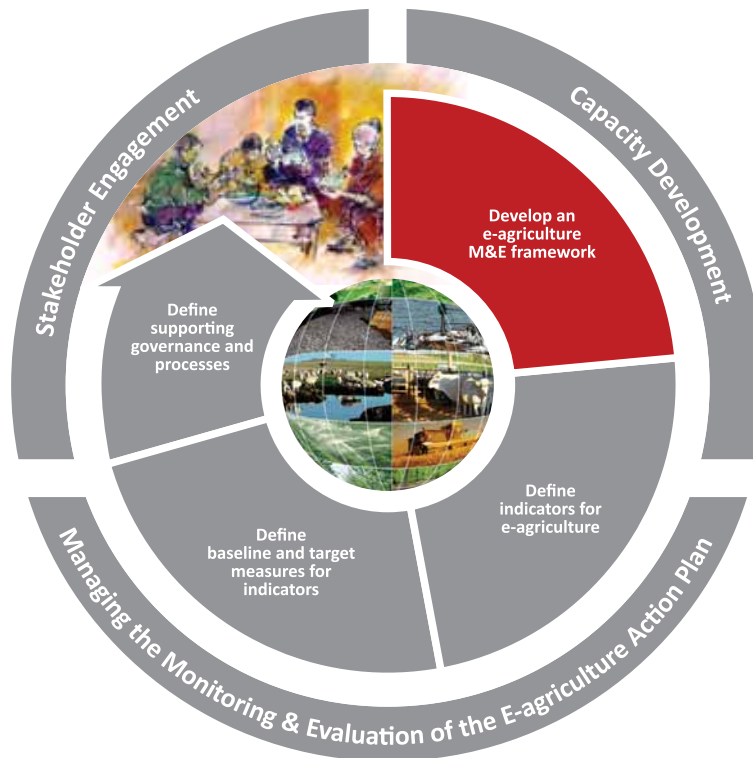 Stakeholder Engagement
Capacity Development
Develop an
e-agriculture
M&E framework
Define
supporting
governance and
processes
Define
indicators for
e-agriculture
Define
baseline and target
measures for
indicators
Managing the Monitoring & Evaluation of the E-agriculture Action Plan